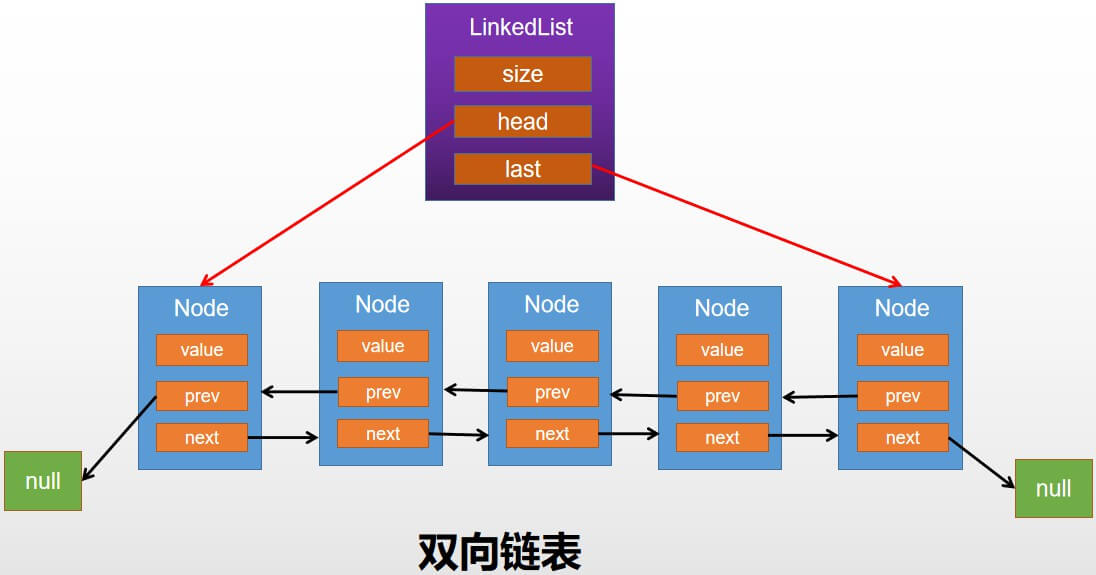 LinkedList
size
head
last
Node
value
prev
next
Node
value
prev
next
Node
value
prev
next
Node
value
prev
next
Node
value
prev
next
null
null
双向链表